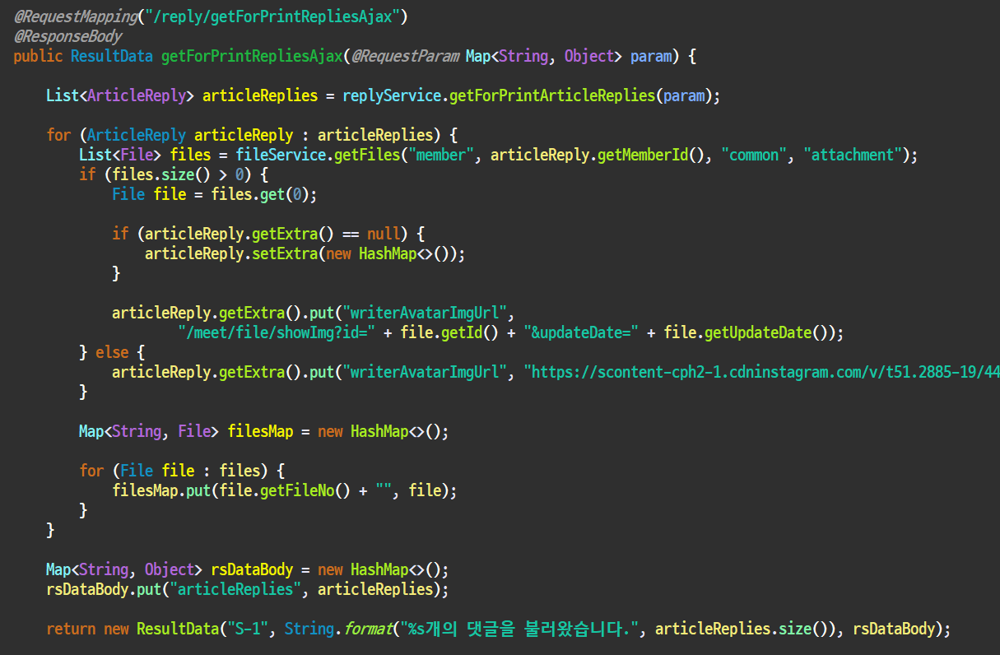 @RequestMapping("/reply/getForPrintRepliesAjax")
@ResponseBody
public ResultData getForPrintRepliesAjax(@RequestParam Map<String, Object> param) {
List<ArticleReply> articleReplies = replyService.getForPrintArticleReplies(param);
for (ArticleReply articleReply : articleReplies) {
List<File> files = fileService.getFiles("member", articleReply.getMemberId(), "common", "attachment");
if (files.size() > 0) {
File file = files.get(0);
if (articleReply.getExtra() == null) {
articleReply.setExtra(new HashMap<>());
}
articleReply.getExtra().put("writerAvatarImgUrl",
"/meet/file/showImg?id=" + file.getId() + "&updateDate=" + file.getUpdateDate());
} else {
articleReply.getExtra().put("writerAvatarImgUrl", "https://scontent-cph2-1.cdninstagram.com/v/t51.2885-19/44
}
Map<String, File> filesMap = new HashMap<>();
for (File file : files) {
filesMap.put(file.getFileNo() + "", file);
}
}
Map<String, Object> rsDataBody = new HashMap<>();
rsDataBody.put("articleReplies", articleReplies);
return new ResultData("S-1", String.format("%s개의 댓글을 불러왔습니다.", articleReplies.size()), rsDataBody);